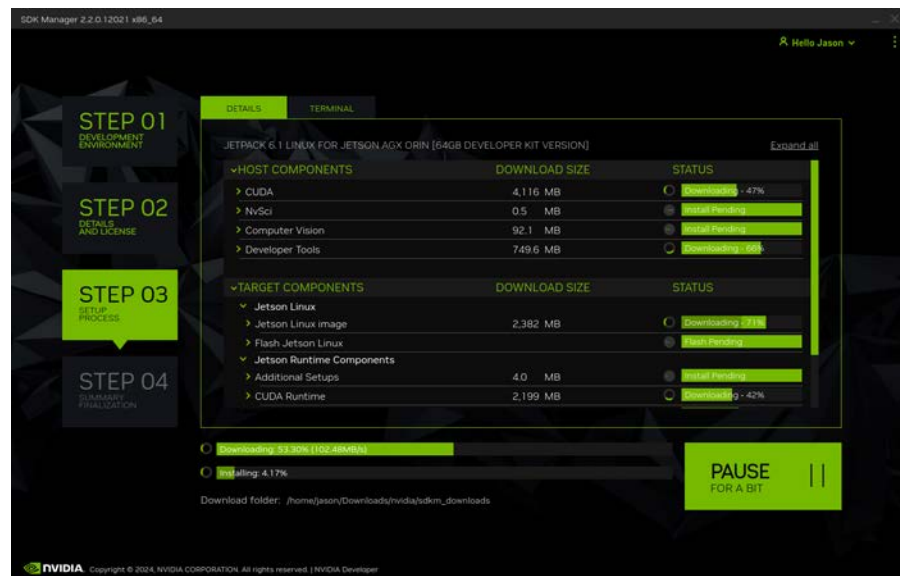 SDK Manager 2.2.0.12021 x86_64
Hello Jason
STEP 01
DEVELOPMENT
ENVIRONMENT
STEP 02
DETAILS
AND LICENSE
STEP 03
SETUP
PROCESS
STEP 04
SUMMARY
FINALIZATION
DETAILS TERMINAL
JETPACK 6.1 LINUX FOR JETSON AGX ORIN [64GB DEVELOPER KIT VERSION] Expand all
HOST COMPONENTS DOWNLOAD SIZE STATUS
CUDA 4,116 MB Downloading - 47%
NvSci 0.5 MB Install Pending
Computer Vision 92.1 MB Install Pending
Developer Tools 749.6 MB Downloading - 66%
TARGET COMPONENTS DOWNLOAD SIZE STATUS
Jetson Linux
Jetson Linux image 2,382 MB Downloading - 71%
Flash Jetson Linux Flash Pending
Jetson Runtime Components
Additional Setups 4.0 MB Install Pending
CUDA Runtime 2,199 MB Downloading - 42%
Downloading: 53.30% (102.48MB/s)
Installing: 4.17%
Download folder: /home/jason/Downloads/nvidia/sdkm_downloads
PAUSE
FOR A BIT
NVIDIA. Copyright © 2024, NVIDIA CORPORATION. All rights reserved. | NVIDIA Developer